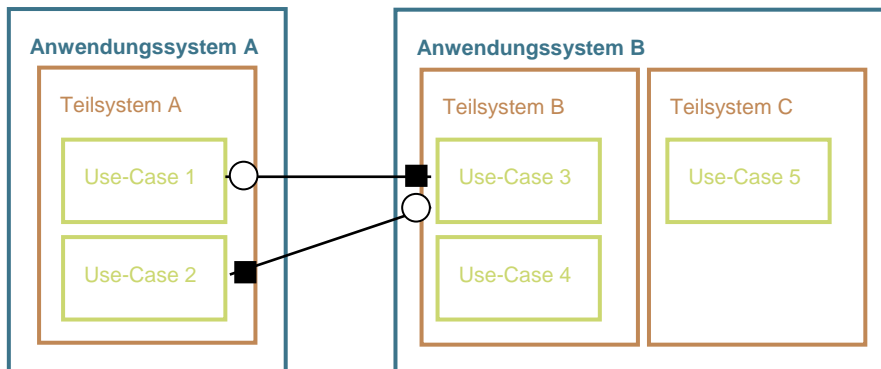 Anwendungssystem A
Teilsystem A
Use-Case 1
Use-Case 2
Anwendungssystem B
Teilsystem B
Use-Case 3
Use-Case 4
Teilsystem C
Use-Case 5